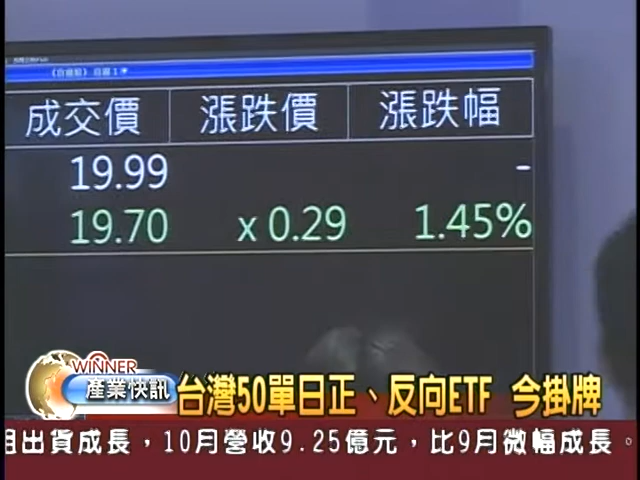 成交價 漲跌價 漲跌幅
19.99 -
19.70 x 0.29 1.45%
WINNER
產業快訊
台灣50單日正、反向ETF 今掛牌
出貨成長，10月營收9.25億元，比9月微幅成長。